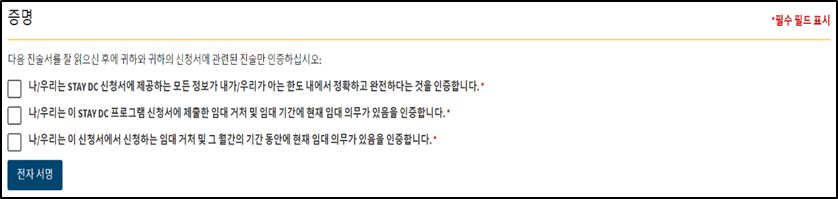 증명
*필수 필드 표시
다음 진술서를 잘 읽으신 후에 귀하와 귀하의 신청서에 관련된 진술만 인증하십시오:
나/우리는 STAY DC 신청서에 제공하는 모든 정보가 내가/우리가 아는 한도 내에서 정확하고 완전하다는 것을 인증합니다. *
나/우리는 이 STAY DC 프로그램 신청서에 제출한 임대 거처 및 임대 기간에 현재 임대 의무가 있음을 인증합니다. *
나/우리는 이 신청서에서 신청하는 임대 거처 및 그 월간의 기간 동안에 현재 임대 의무가 있음을 인증합니다. *
전자 서명